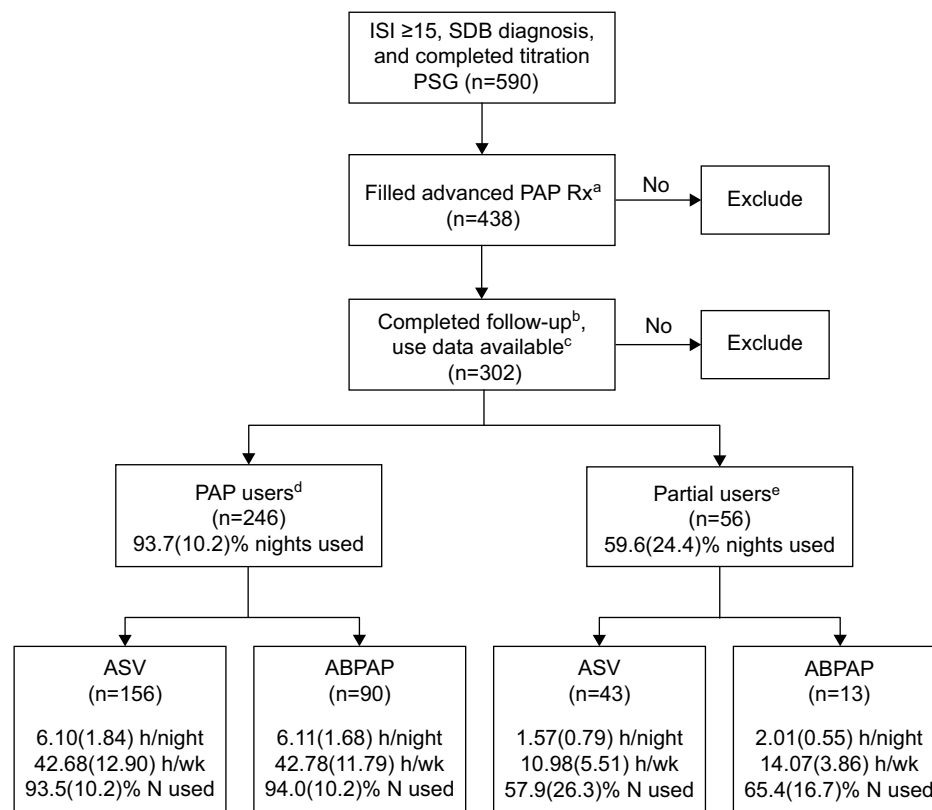 ISI ≥15, SDB diagnosis,
and completed titration
PSG (n=590)
Filled advanced PAP Rxᵃ
(n=438)
No
Exclude
Completed follow-upᵇ,
use data availableᶜ
(n=302)
No
Exclude
PAP usersᵈ
(n=246)
93.7(10.2)% nights used
Partial usersᵉ
(n=56)
59.6(24.4)% nights used
ASV
(n=156)
6.10(1.84) h/night
42.68(12.90) h/wk
93.5(10.2)% N used
ABPAP
(n=90)
6.11(1.68) h/night
42.78(11.79) h/wk
94.0(10.2)% N used
ASV
(n=43)
1.57(0.79) h/night
10.98(5.51) h/wk
57.9(26.3)% N used
ABPAP
(n=13)
2.01(0.55) h/night
14.07(3.86) h/wk
65.4(16.7)% N used